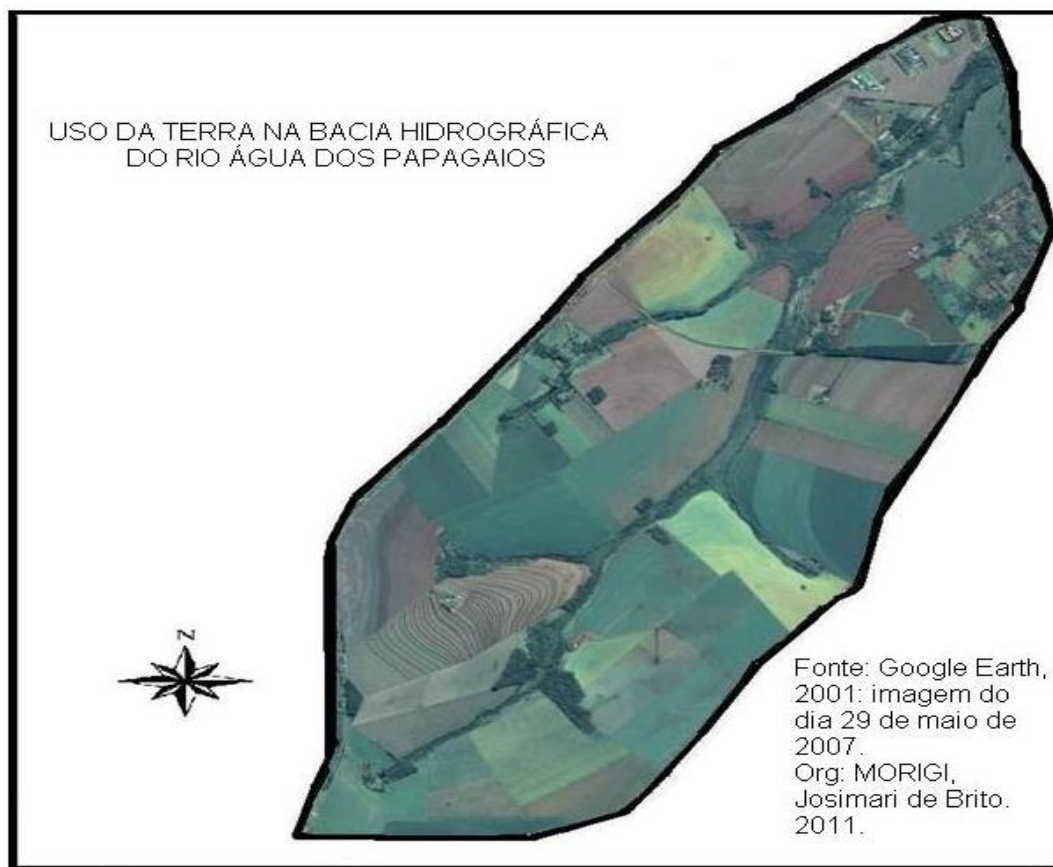 USO DA TERRA NA BACIA HIDROGRÁFICA
DO RIO ÁGUA DOS PAPAGAIOS
N
Fonte: Google Earth,
2001: imagem do
dia 29 de maio de
2007.
Org: MORIGI,
Josimari de Brito.
2011.